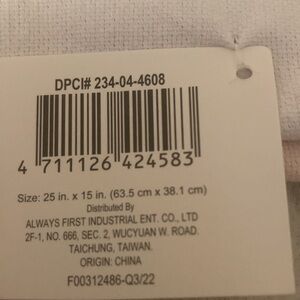 DPCI# 234-04-4608
4 711126 424583
Size: 25 in. x 15 in. (63.5 cm x 38.1 cm)
Distributed By
ALWAYS FIRST INDUSTRIAL ENT. CO., LTD
2F-1, NO. 666, SEC. 2, WUCYUAN W. ROAD.
TAICHUNG, TAIWAN.
ORIGIN: CHINA
F00312486-Q3/22